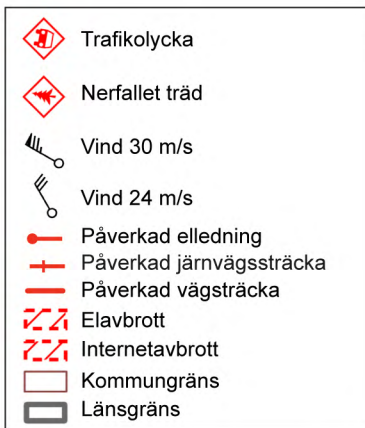 Trafikolycka
Nerfallet träd
Vind 30 m/s
Vind 24 m/s
Påverkad elledning
Påverkad järnvägssträcka
Påverkad vägsträcka
Elavbrott
Internetavbrott
Kommungräns
Länsgräns